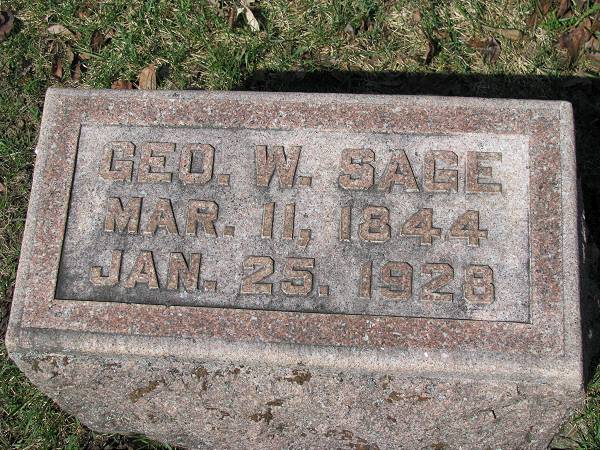 GEO. W. SAGE
MAR. 11, 1844
JAN. 25. 1928